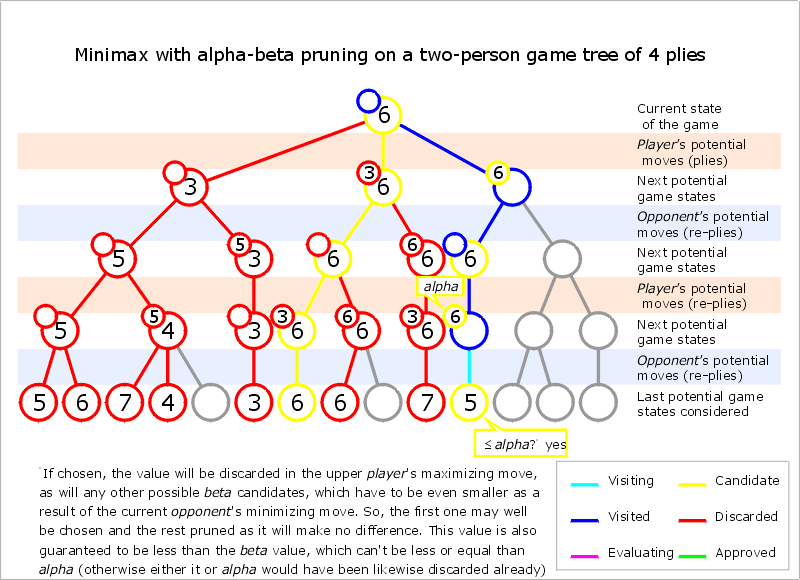 Minimax with alpha-beta pruning on a two-person game tree of 4 plies
6
Current state
of the game
Player's potential
moves (plies)
3
3
6
6
Next potential
game states
Opponent's potential
moves (re-plies)
5
5
3
6
6
6
6
Next potential
game states
alpha
Player's potential
moves (re-plies)
5
5
4
3
3
6
6
6
3
6
6
Next potential
game states
Opponent's potential
moves (re-plies)
5
6
7
4
3
6
6
7
5
Last potential game
states considered
≤ alpha?* yes
*If chosen, the value will be discarded in the upper player's maximizing move,
as will any other possible beta candidates, which have to be even smaller as a
result of the current opponent's minimizing move. So, the first one may well
be chosen and the rest pruned as it will make no difference. This value is also
guaranteed to be less than the beta value, which can't be less or equal than
alpha (otherwise either it or alpha would have been likewise discarded already)
Visiting
Candidate
Visited
Discarded
Evaluating
Approved